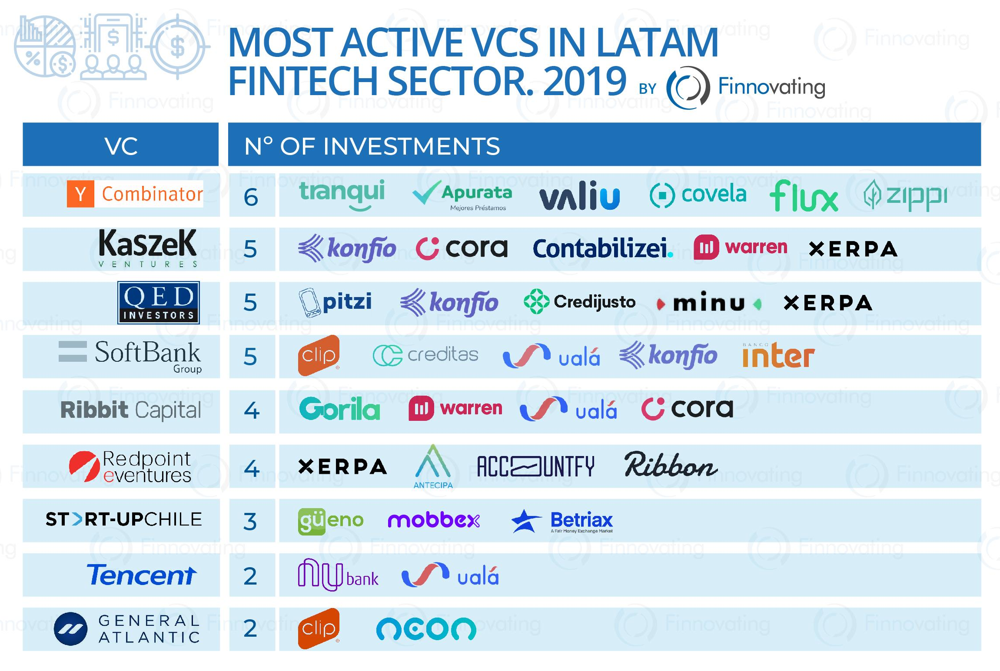 MOST ACTIVE VCS IN LATAM
FINTECH SECTOR. 2019 BY Finnovating
VC Nº OF INVESTMENTS
Y Combinator 6 tranqui Apurata valiu covela flux zippi
Mejores Préstamos
KaszeK 5 konfío cora Contabilizei. warren XERPA
VENTURES
QED 5 pitzi konfío Credijusto minu XERPA
INVESTORS
SoftBank 5 clip creditas ualá konfío BANCO inter
Group
Ribbit Capital 4 Gorila warren ualá cora
Redpoint 4 XERPA ACCOUNTFY Ribbon
eventures ANTECIPA
START-UPCHILE 3 güeno mobbex Betriax
A Fair Money Exchange Market
Tencent 2 nu bank ualá
GENERAL 2 clip neon
ATLANTIC